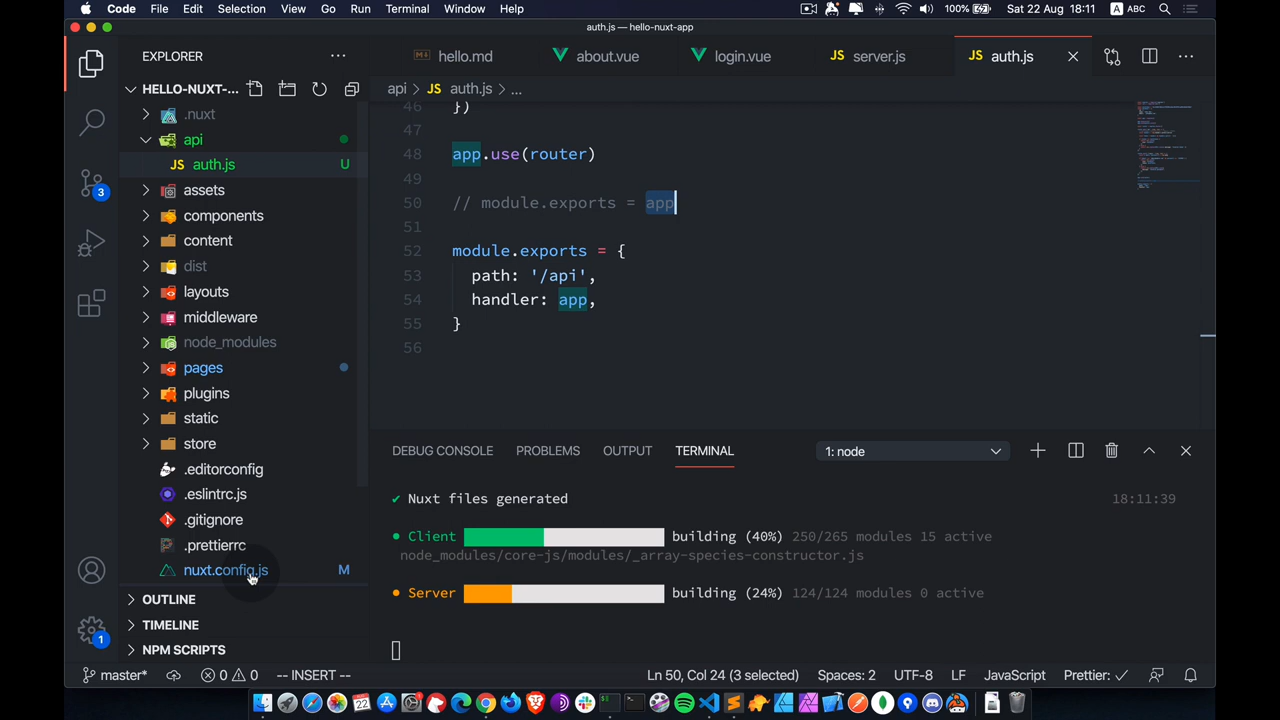 Code File Edit Selection View Go Run Terminal Window Help 100% Sat 22 Aug 18:11 A ABC
auth.js — hello-nuxt-app
EXPLORER
hello.md about.vue login.vue JS server.js JS auth.js
HELLO-NUXT-...
api > JS auth.js > ...
.nuxt
api
JS auth.js U
assets
components
content
dist
layouts
middleware
node_modules
pages
plugins
static
store
.editorconfig
.eslintrc.js
.gitignore
.prettierrc
nuxt.config.js M
OUTLINE
TIMELINE
NPM SCRIPTS
3
1
46 })
47
48 app.use(router)
49
50 // module.exports = app
51
52 module.exports = {
53 path: '/api',
54 handler: app,
55 }
56
DEBUG CONSOLE PROBLEMS OUTPUT TERMINAL 1: node
✔ Nuxt files generated 18:11:39
● Client building (40%) 250/265 modules 15 active
node_modules/core-js/modules/_array-species-constructor.js
● Server building (24%) 124/124 modules 0 active
master* 0 0 -- INSERT -- Ln 50, Col 24 (3 selected) Spaces: 2 UTF-8 LF JavaScript Prettier: ✓